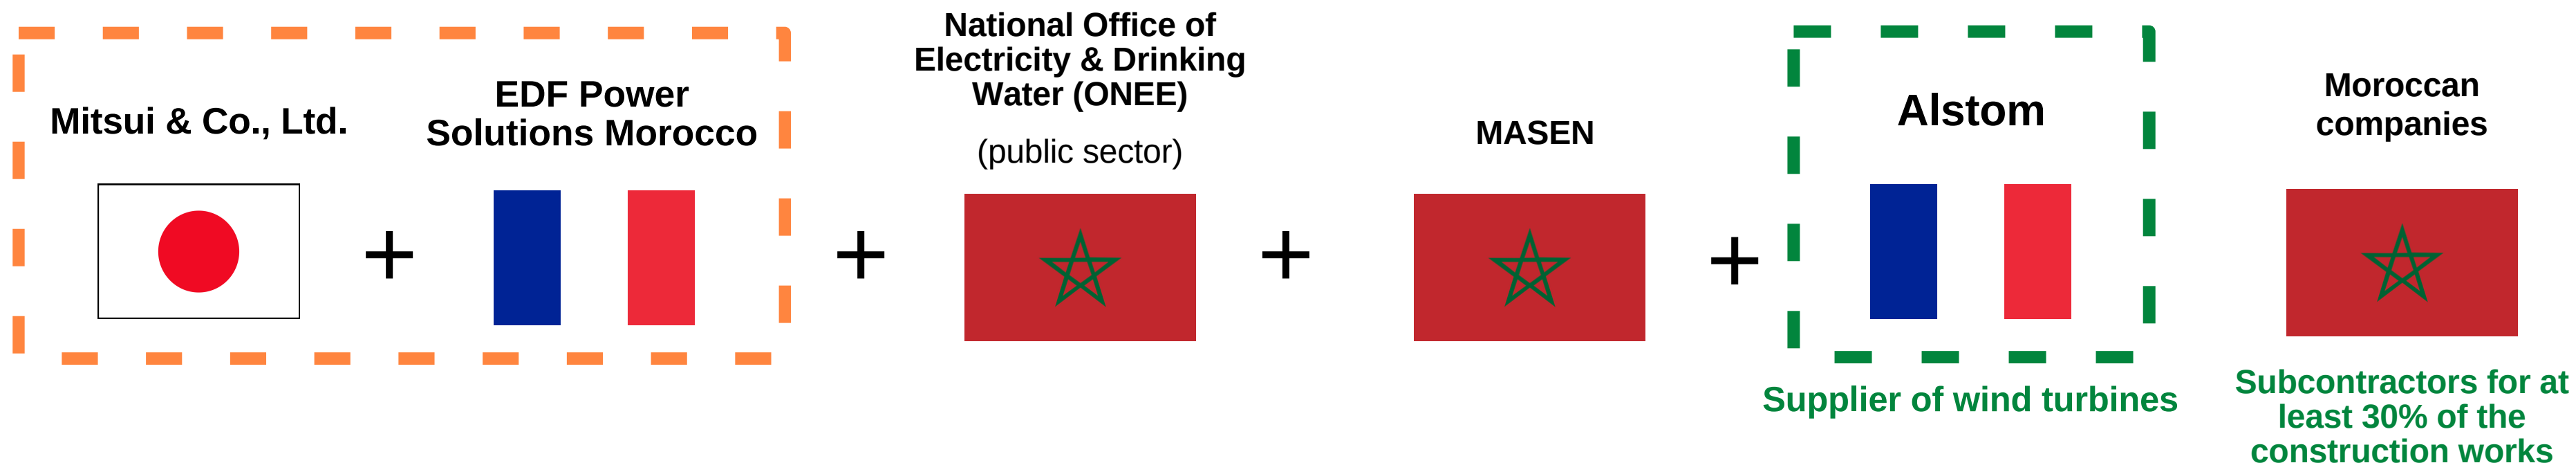 Mitsui & Co., Ltd.
EDF Power
Solutions Morocco
National Office of
Electricity & Drinking
Water (ONEE)
(public sector)
MASEN
Alstom
Supplier of wind turbines
Moroccan
companies
Subcontractors for at
least 30% of the
construction works